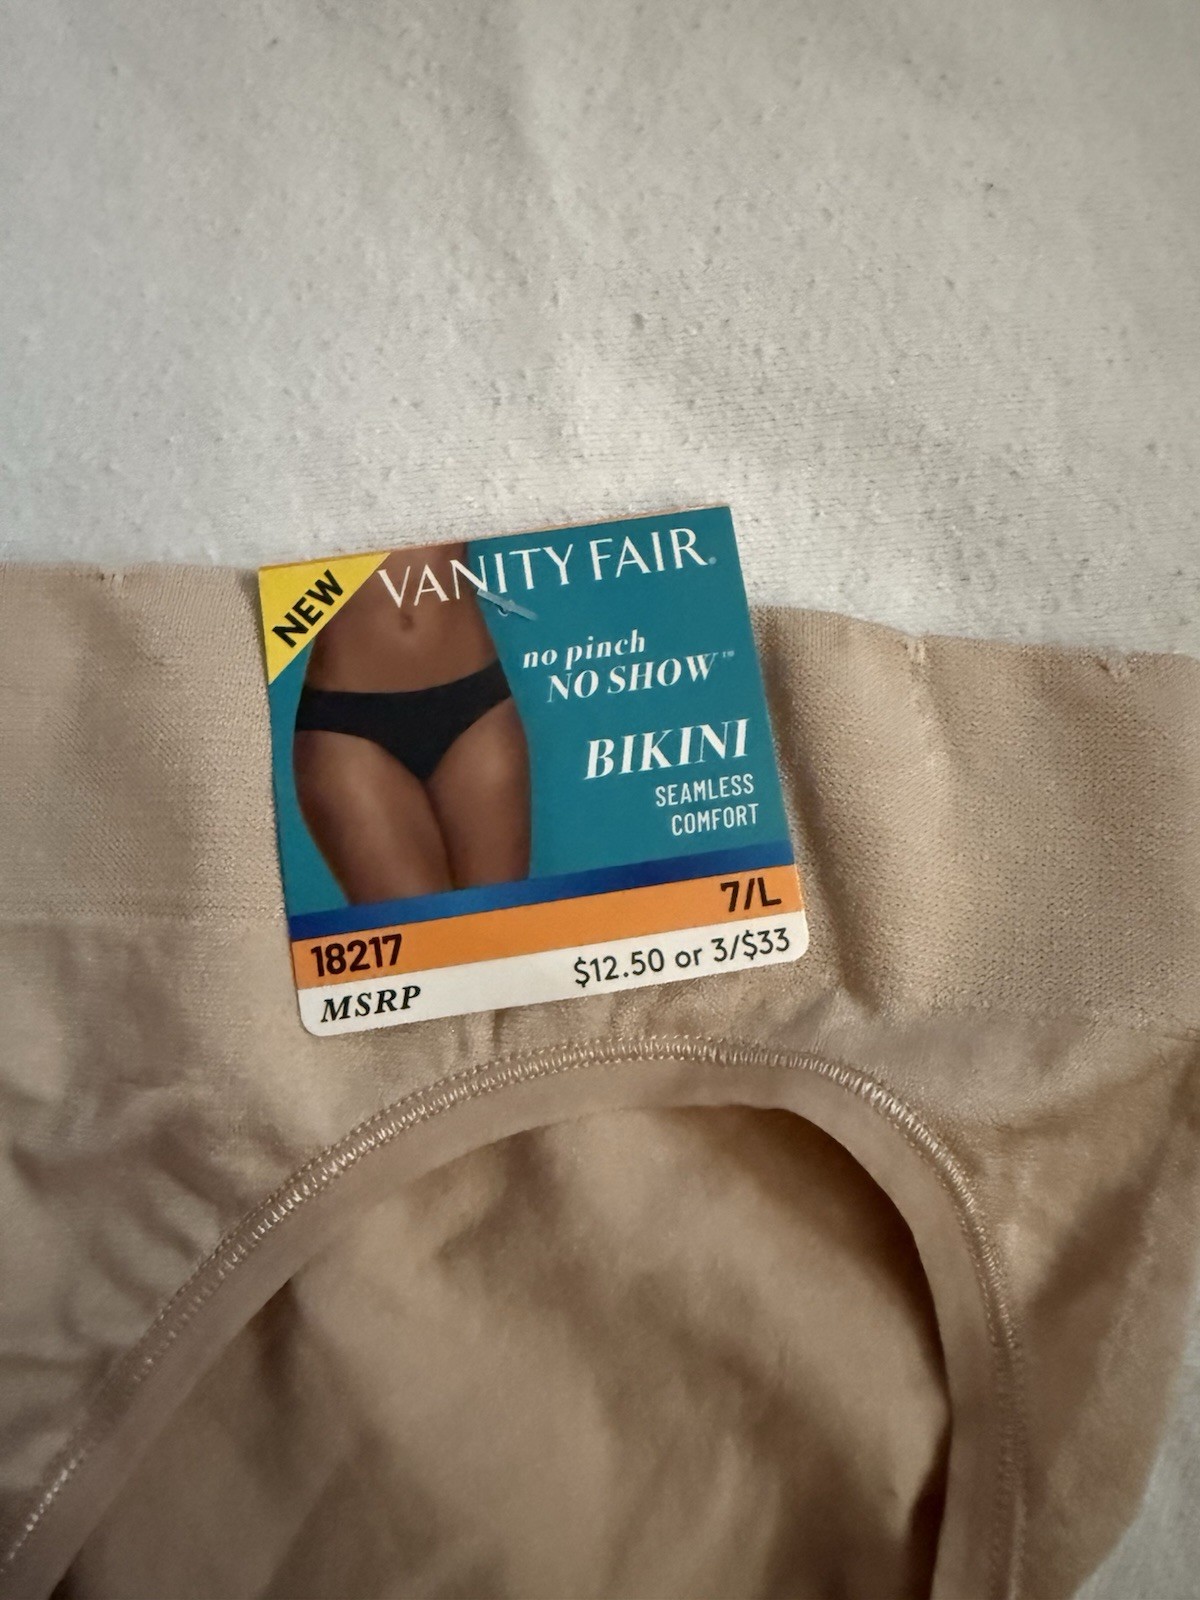 NEW
VANITY FAIR®
no pinch
NO SHOW™
BIKINI
SEAMLESS
COMFORT
7/L
18217
$12.50 or 3/$33
MSRP